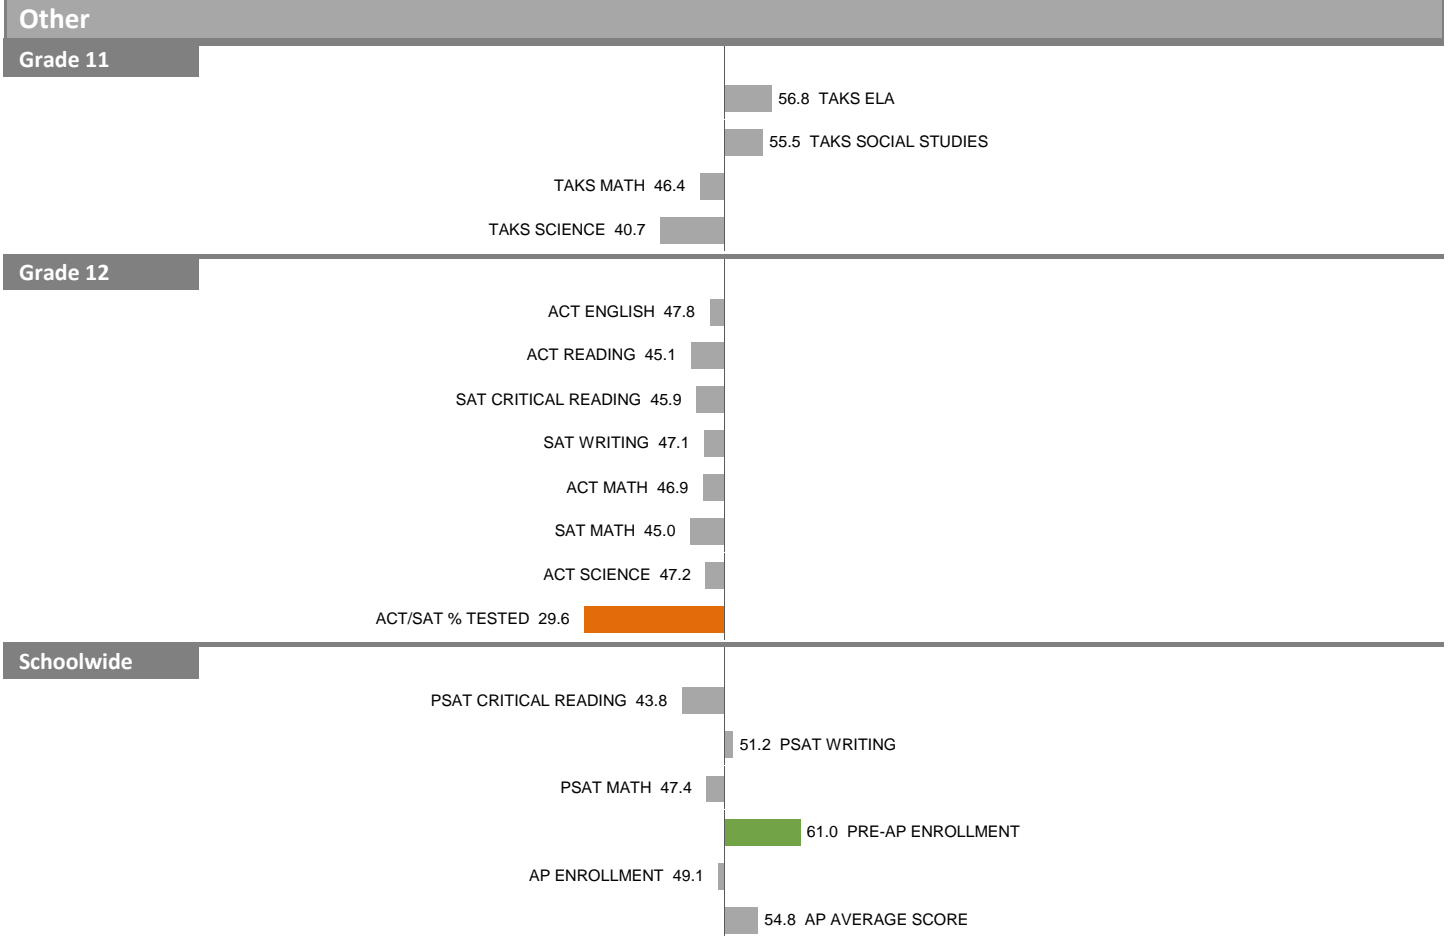 Other
Grade 11
56.8 TAKS ELA
55.5 TAKS SOCIAL STUDIES
TAKS MATH 46.4
TAKS SCIENCE 40.7
Grade 12
ACT ENGLISH 47.8
ACT READING 45.1
SAT CRITICAL READING 45.9
SAT WRITING 47.1
ACT MATH 46.9
SAT MATH 45.0
ACT SCIENCE 47.2
ACT/SAT % TESTED 29.6
Schoolwide
PSAT CRITICAL READING 43.8
51.2 PSAT WRITING
PSAT MATH 47.4
61.0 PRE-AP ENROLLMENT
AP ENROLLMENT 49.1
54.8 AP AVERAGE SCORE